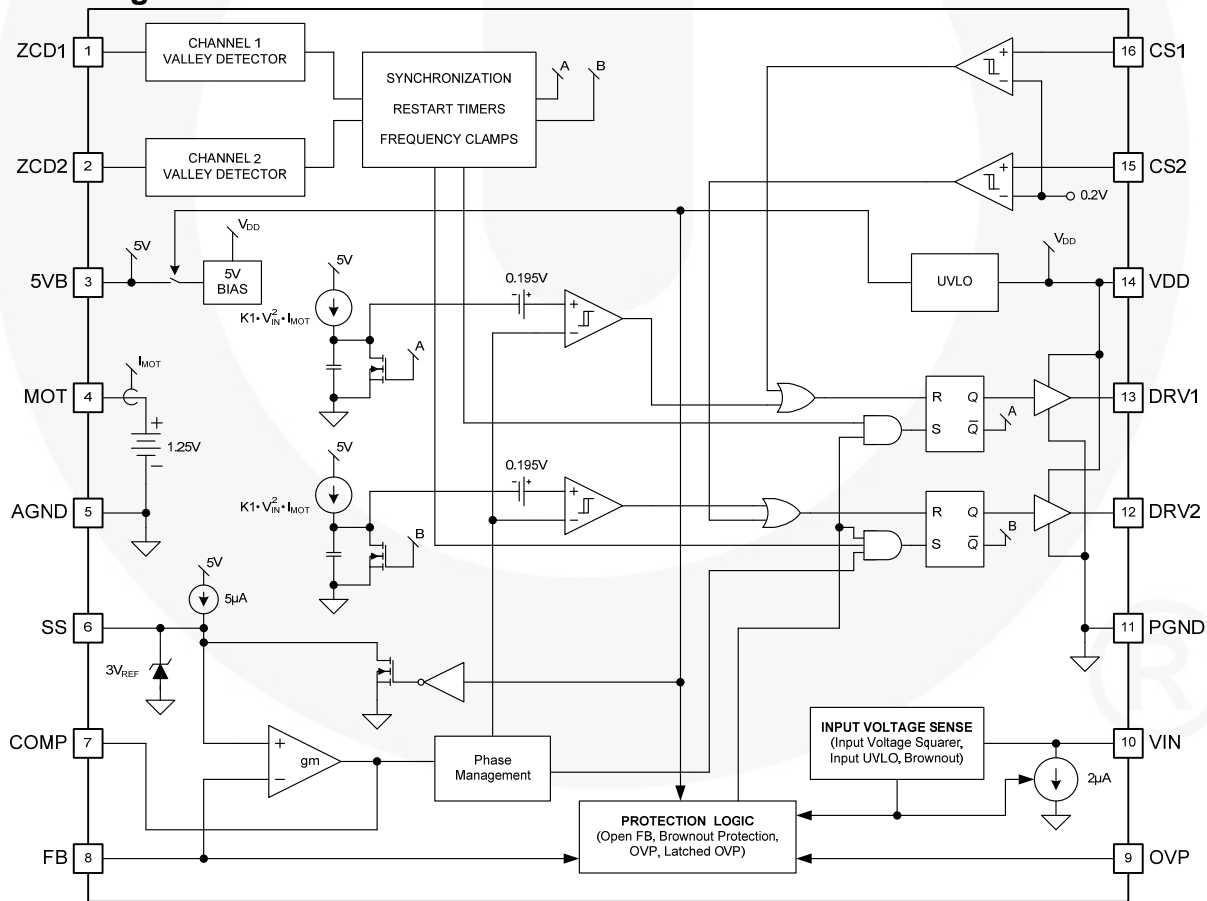 ZCD1
1
CHANNEL 1
VALLEY DETECTOR
ZCD2
2
CHANNEL 2
VALLEY DETECTOR
SYNCHRONIZATION
RESTART TIMERS
FREQUENCY CLAMPS
A
B
16
CS1
+
−
15
CS2
+
−
0.2V
5VB
3
5V
VDD
5V
BIAS
UVLO
VDD
14
VDD
5V
K1•V²IN•IMOT
A
0.195V
- +
+
−
MOT
4
IMOT
+
1.25V
−
R
Q
S
Q̅
A
13
DRV1
5V
K1•V²IN•IMOT
B
0.195V
- +
+
−
AGND
5
R
Q
S
Q̅
B
12
DRV2
5V
5µA
SS
6
3VREF
11
PGND
®
COMP
7
+
gm
−
Phase
Management
INPUT VOLTAGE SENSE
(Input Voltage Squarer,
Input UVLO, Brownout)
10
VIN
2µA
PROTECTION LOGIC
(Open FB, Brownout Protection,
OVP, Latched OVP)
FB
8
9
OVP